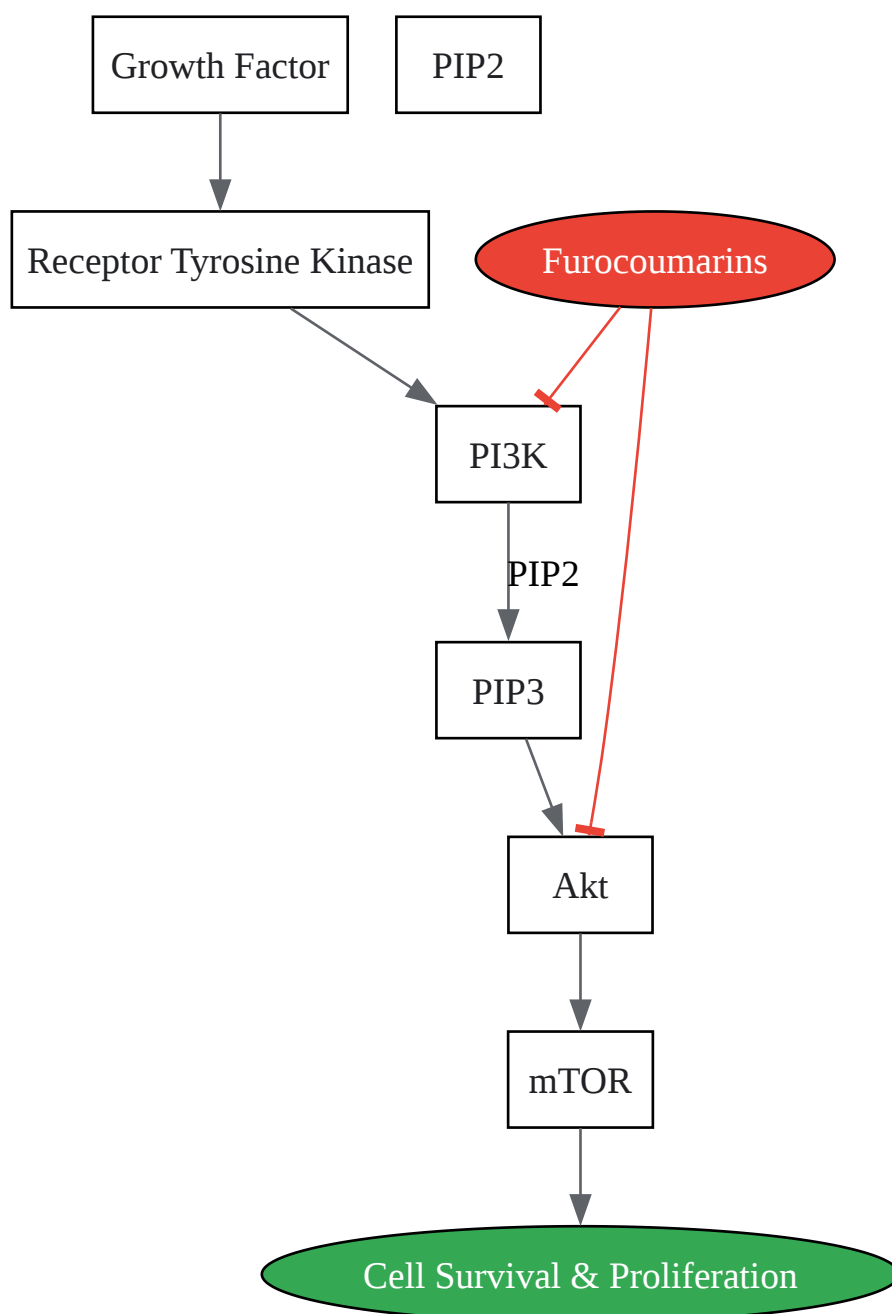 Growth Factor
PIP2
Receptor Tyrosine Kinase
Furocoumarins
PI3K
PIP2
PIP3
Akt
mTOR
Cell Survival & Proliferation